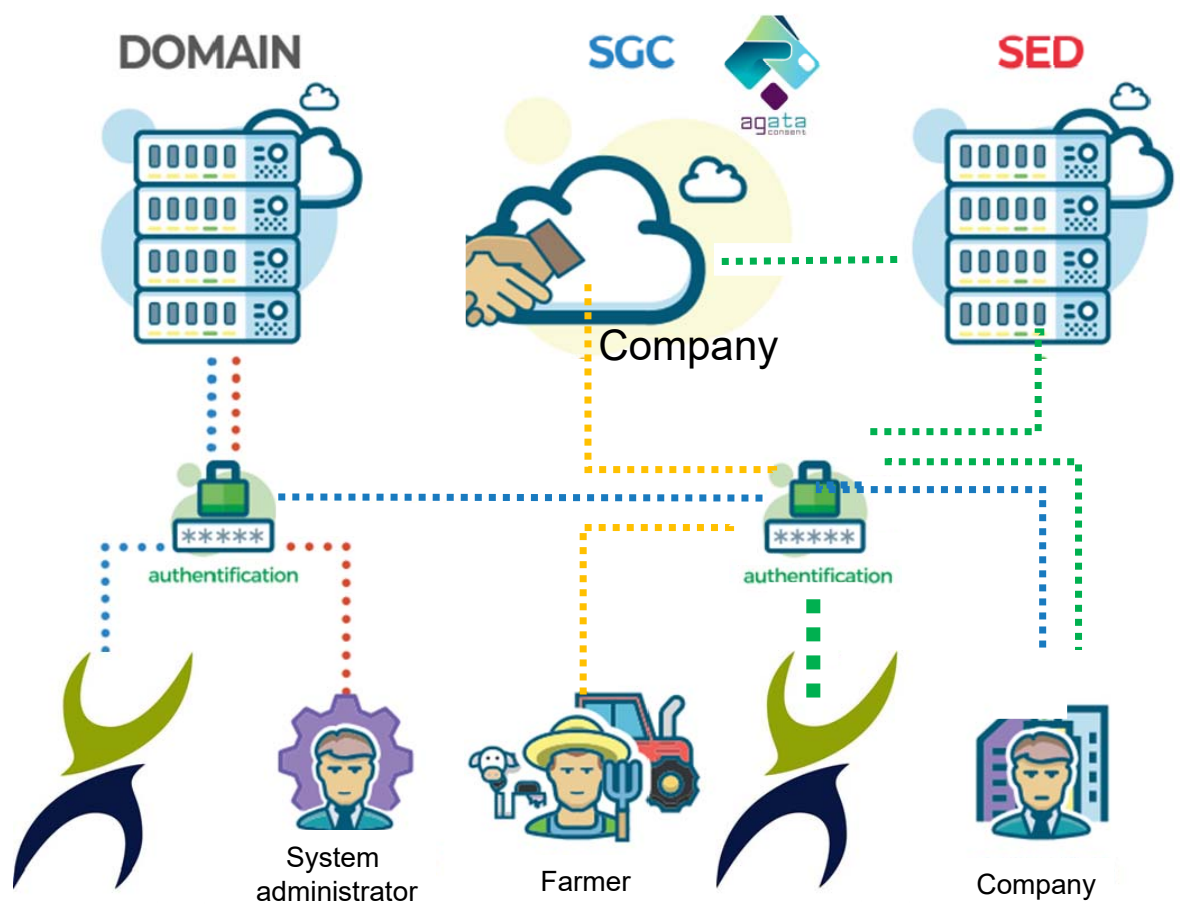 DOMAIN
SGC
SED
agata
consent
Company
*****
*****
authentification
authentification
System
administrator
Farmer
Company